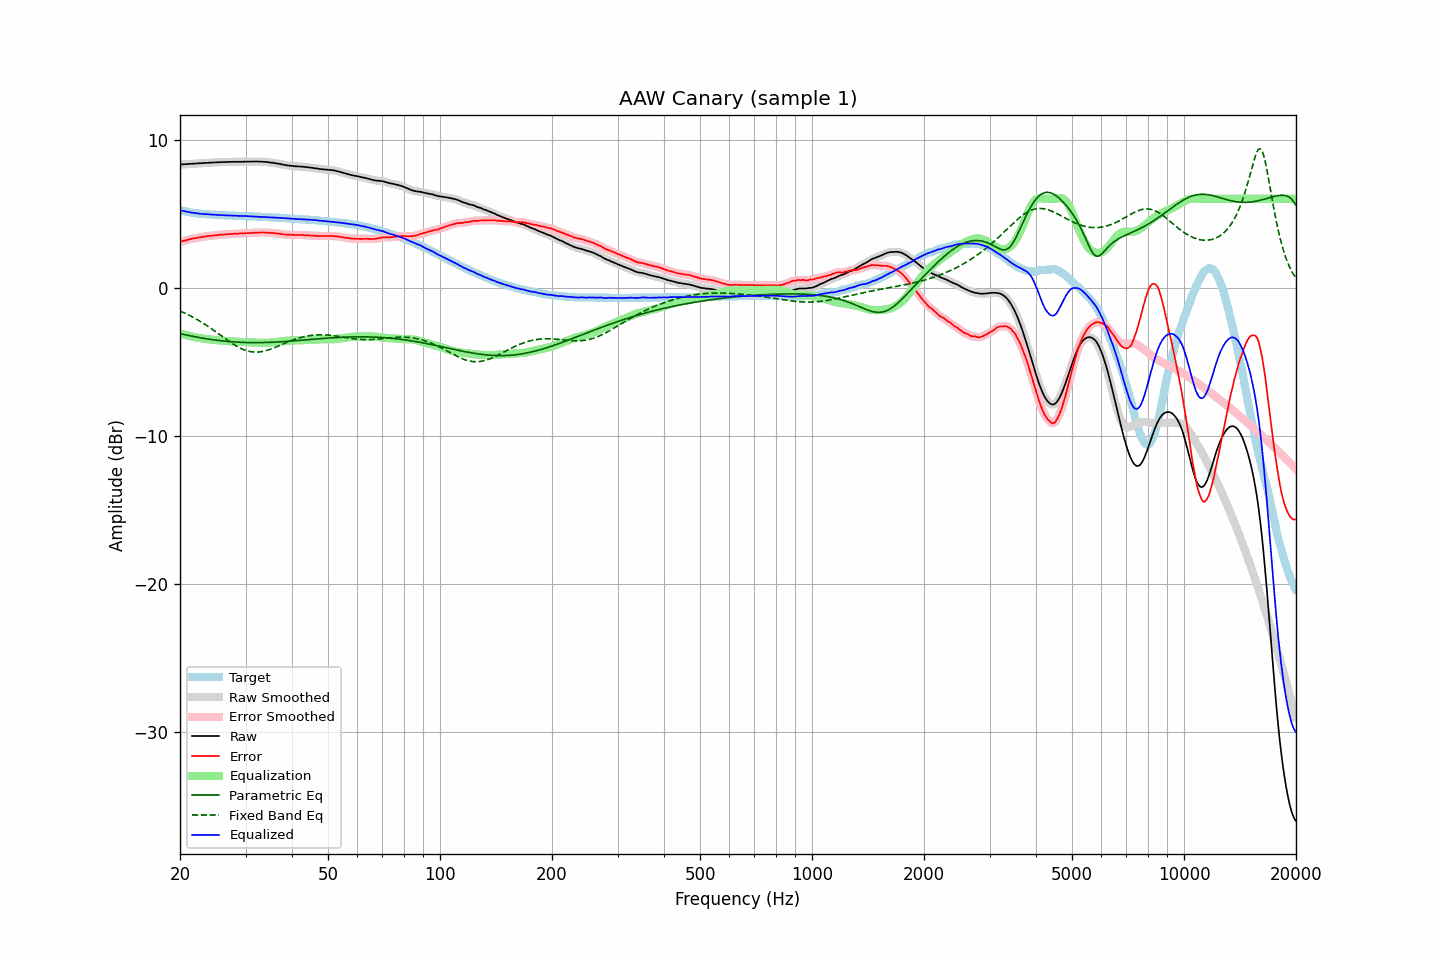 AAW Canary (sample 1)
10
0
−10
−20
−30
Amplitude (dBr)
Target
Raw Smoothed
Error Smoothed
Raw
Error
Equalization
Parametric Eq
Fixed Band Eq
Equalized
20 50 100 200 500 1000 2000 5000 10000 20000
Frequency (Hz)